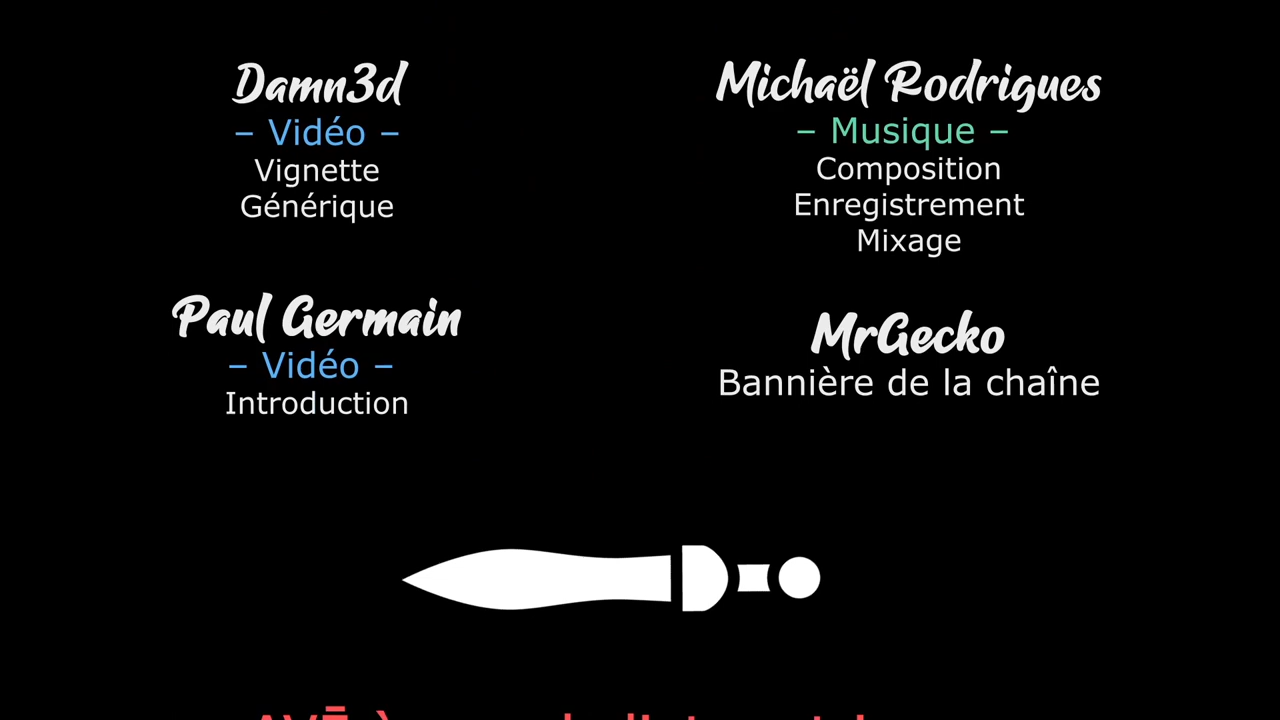 Damn3d
– Vidéo –
Vignette
Générique
Michaël Rodrigues
– Musique –
Composition
Enregistrement
Mixage
Paul Germain
– Vidéo –
Introduction
MrGecko
Bannière de la chaîne
AVĒ à